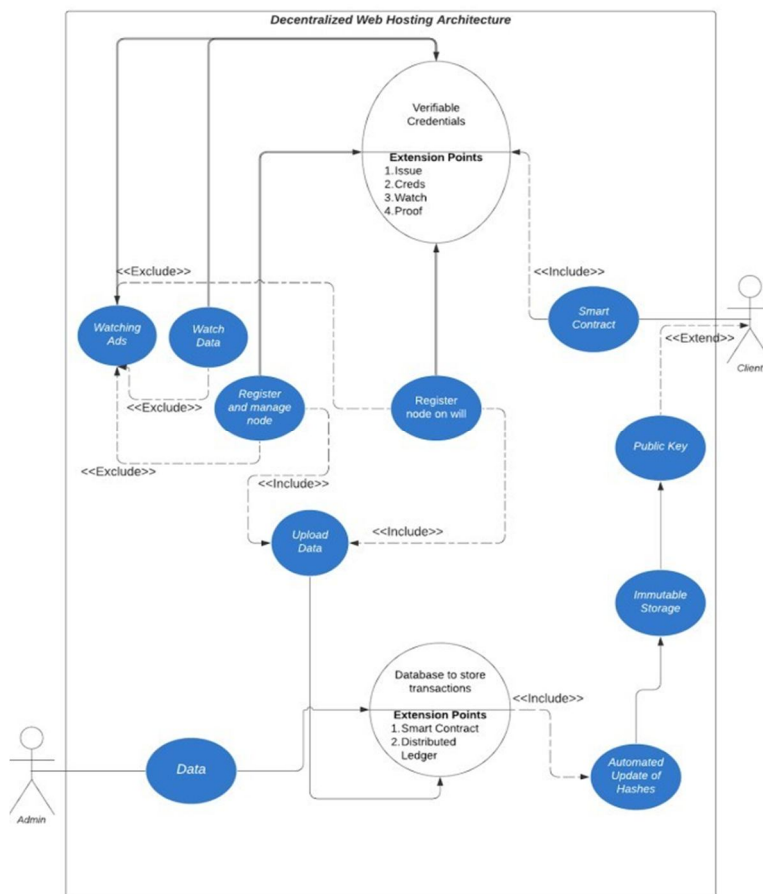 Decentralized Web Hosting Architecture
Verifiable
Credentials
Extension Points
1. Issue
2. Creds
3. Watch
4. Proof
<<Exclude>>
<<Include>>
Watching
Ads
Watch
Data
Smart
Contract
<<Extend>>
Client
<<Exclude>>
Register
and manage
node
Register
node on will
Public Key
<<Exclude>>
<<Include>>
<<Include>>
Upload
Data
Immutable
Storage
Database to store
transactions
<<Include>>
Extension Points
1. Smart Contract
2. Distributed
Ledger
Data
Automated
Update of
Hashes
Admin